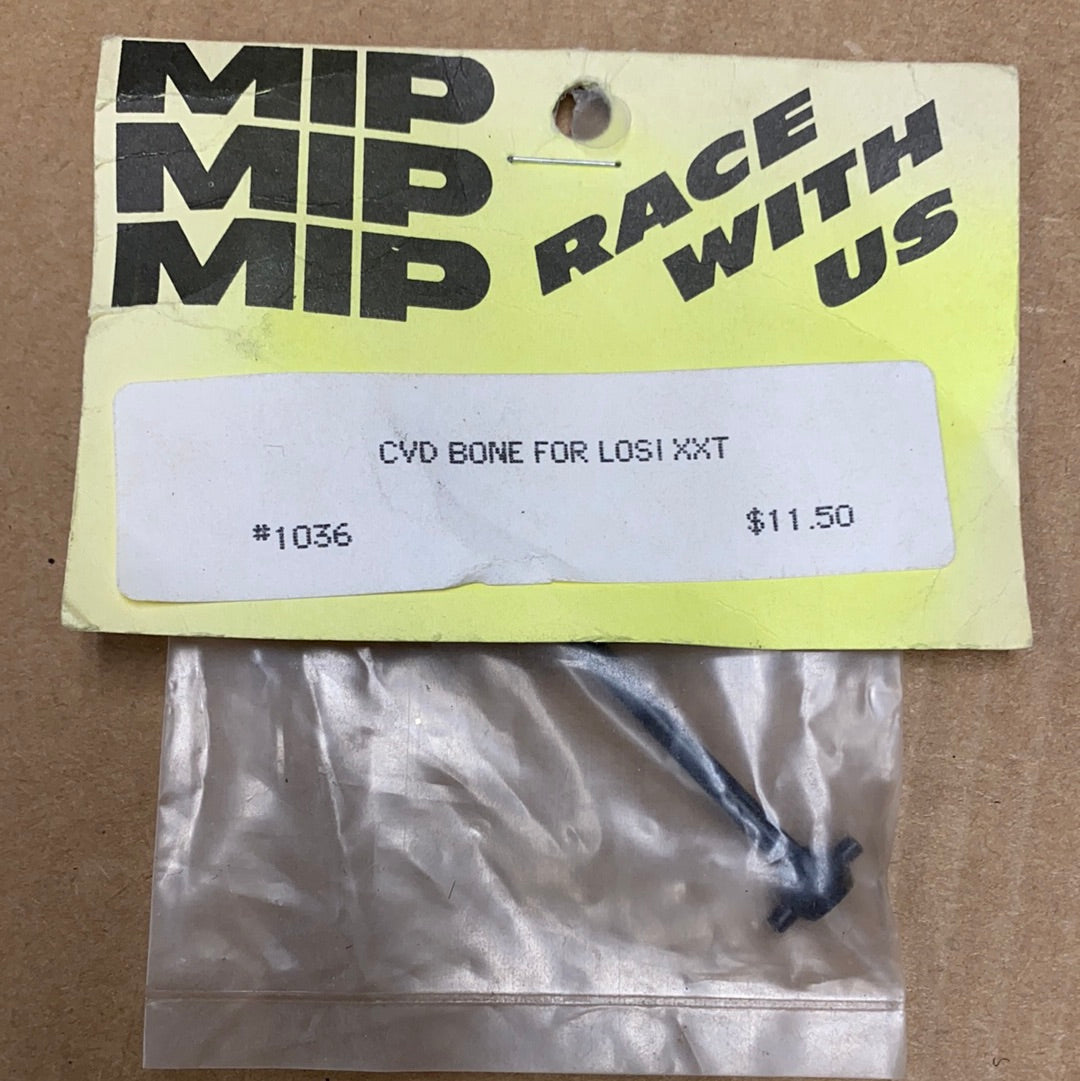 MIP
MIP
MIP
RACE
WITH
US
CVD BONE FOR LOSI XXT
#1036
$11.50